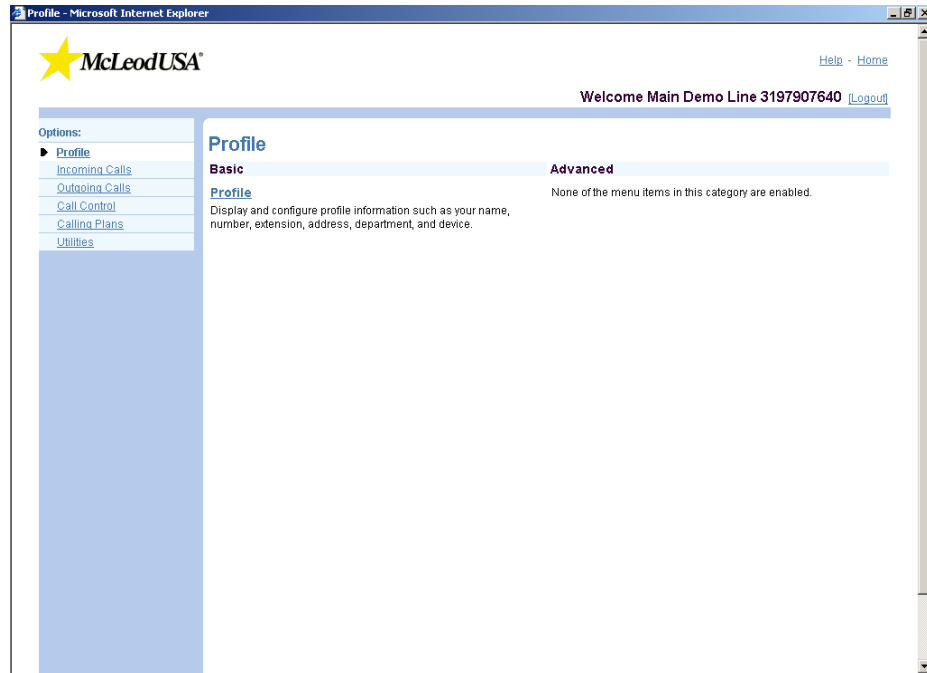 Profile - Microsoft Internet Explorer
McLeodUSA®
Help - Home
Welcome Main Demo Line 3197907640 [Logout]
Options:
Profile
Incoming Calls
Outgoing Calls
Call Control
Calling Plans
Utilities
Profile
Basic
Advanced
Profile
None of the menu items in this category are enabled.
Display and configure profile information such as your name,
number, extension, address, department, and device.